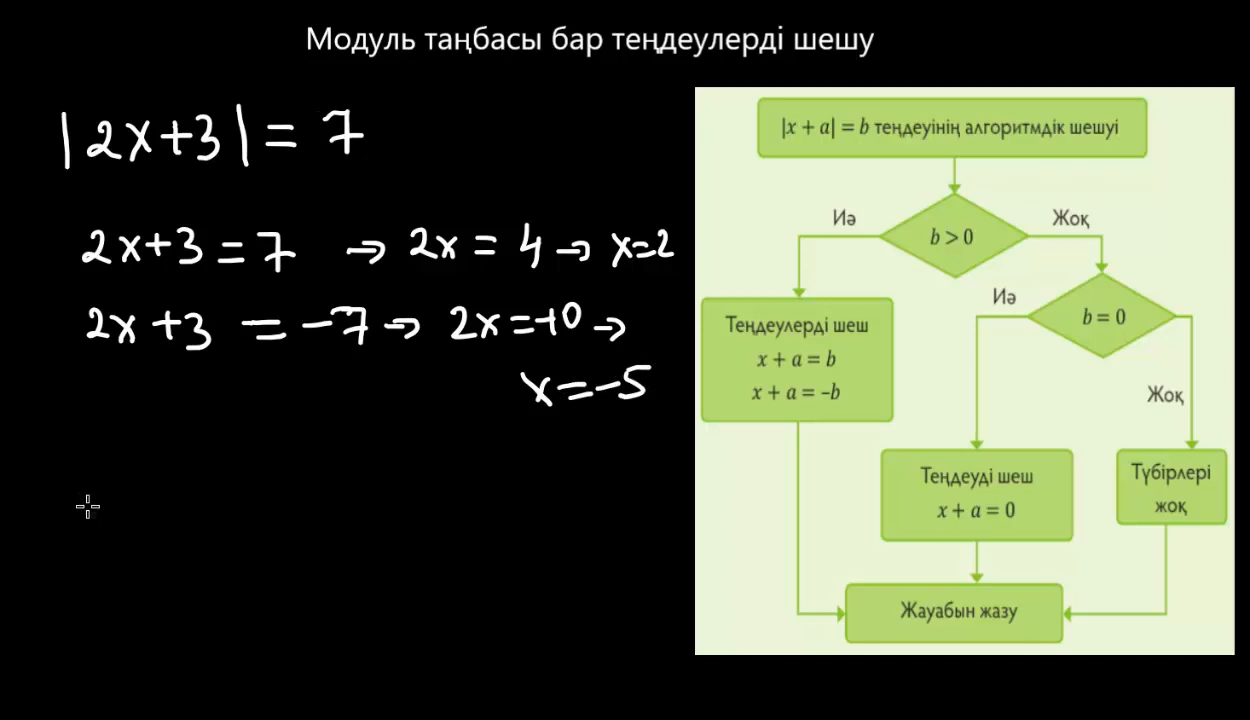 Модуль таңбасы бар теңдеулерді шешу
|2x+3| = 7
2x+3 = 7 → 2x = 4 → x=2
2x+3 = -7 → 2x = -10 →
x = -5
|x + a| = b теңдеуінің алгоритмдік шешуі
b > 0
Иә
Жоқ
b = 0
Иә
Жоқ
Теңдеулерді шеш
x + a = b
x + a = –b
Теңдеуді шеш
x + a = 0
Түбірлері
жоқ
Жауабын жазу